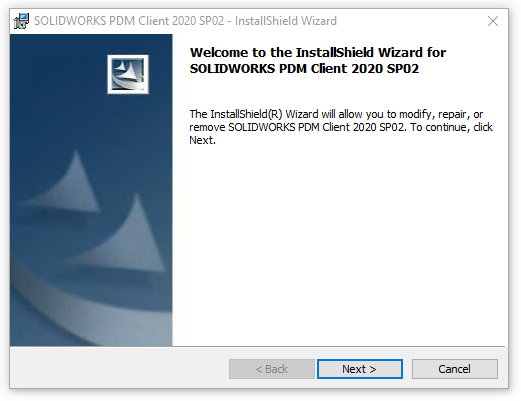 SOLIDWORKS PDM Client 2020 SP02 - InstallShield Wizard
Welcome to the InstallShield Wizard for
SOLIDWORKS PDM Client 2020 SP02
The InstallShield(R) Wizard will allow you to modify, repair, or
remove SOLIDWORKS PDM Client 2020 SP02. To continue, click
Next.
< Back
Next >
Cancel